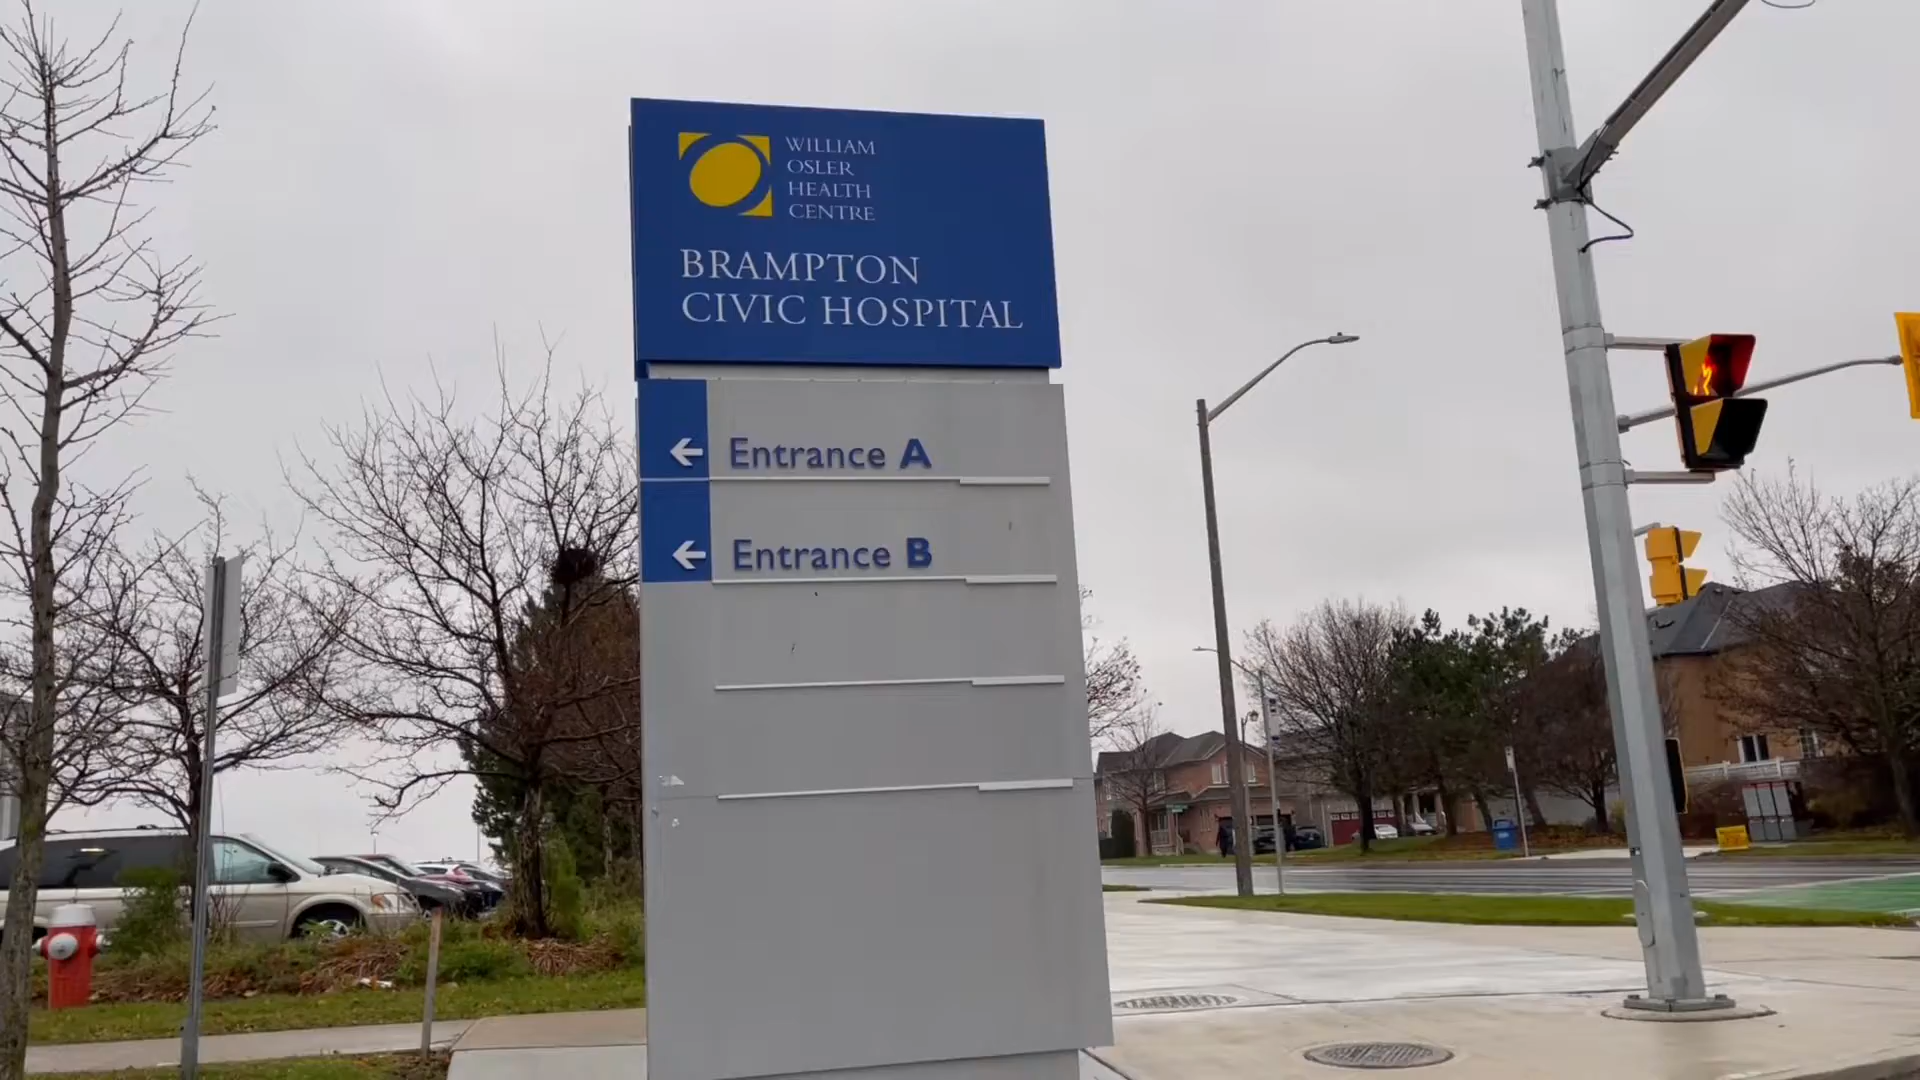 WILLIAM
OSLER
HEALTH
CENTRE
BRAMPTON
CIVIC HOSPITAL
← Entrance A
← Entrance B